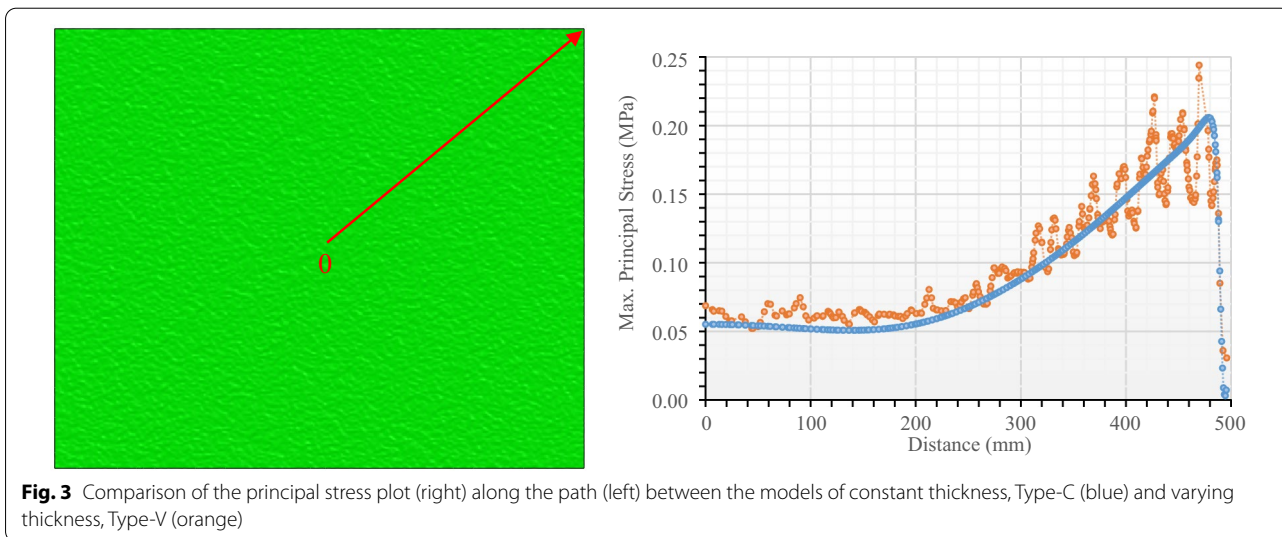 0
Max. Principal Stress (MPa)
0.25
0.20
0.15
0.10
0.05
0.00
0 100 200 300 400 500
Distance (mm)
Fig. 3 Comparison of the principal stress plot (right) along the path (left) between the models of constant thickness, Type-C (blue) and varying
thickness, Type-V (orange)